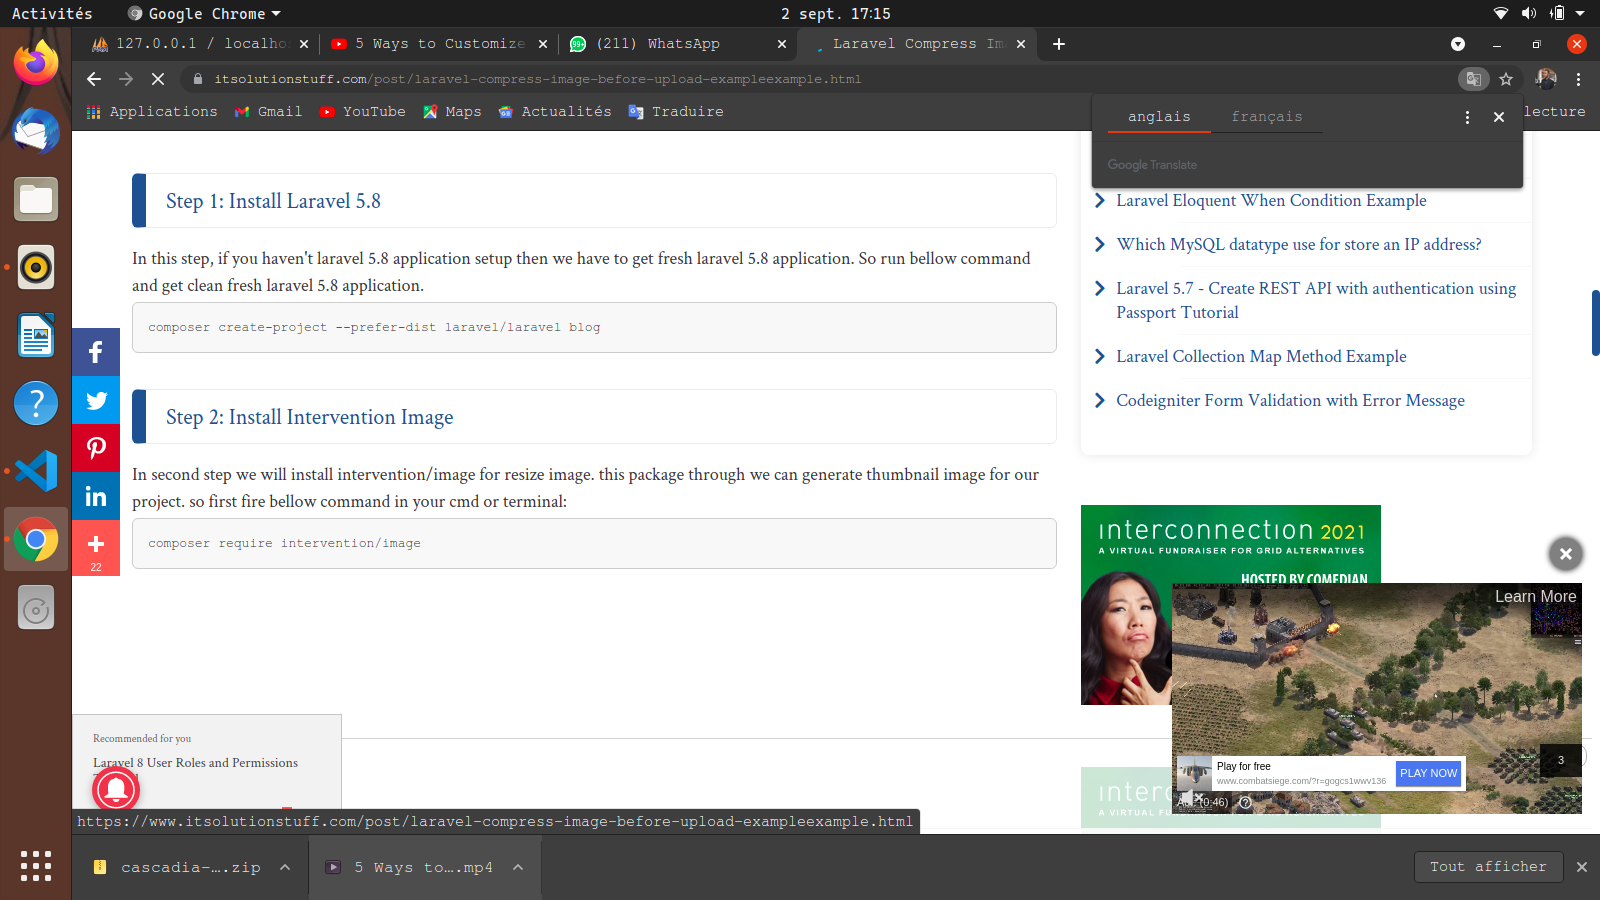 Activités
Google Chrome
2 sept. 17:15
127.0.0.1 / localho
5 Ways to Customize
99+
(211) WhatsApp
Laravel Compress Im
itsolutionstuff.com/post/laravel-compress-image-before-upload-exampleexample.html
Applications
Gmail
YouTube
Maps
Actualités
Traduire
lecture
anglais
français
Google Translate
Step 1: Install Laravel 5.8
In this step, if you haven't laravel 5.8 application setup then we have to get fresh laravel 5.8 application. So run bellow command
and get clean fresh laravel 5.8 application.
composer create-project --prefer-dist laravel/laravel blog
Step 2: Install Intervention Image
In second step we will install intervention/image for resize image. this package through we can generate thumbnail image for our
project. so first fire bellow command in your cmd or terminal:
composer require intervention/image
22
Laravel Eloquent When Condition Example
Which MySQL datatype use for store an IP address?
Laravel 5.7 - Create REST API with authentication using
Passport Tutorial
Laravel Collection Map Method Example
Codeigniter Form Validation with Error Message
interconnection 2021
A VIRTUAL FUNDRAISER FOR GRID ALTERNATIVES
HOSTED BY COMEDIAN
Learn More
3
Play for free
www.combatsiege.com/?r=gogcs1wwv136
PLAY NOW
(0:46)
inter
A VIRTUAL FU
Recommended for you
Laravel 8 User Roles and Permissions
https://www.itsolutionstuff.com/post/laravel-compress-image-before-upload-exampleexample.html
cascadia-….zip
5 Ways to….mp4
Tout afficher